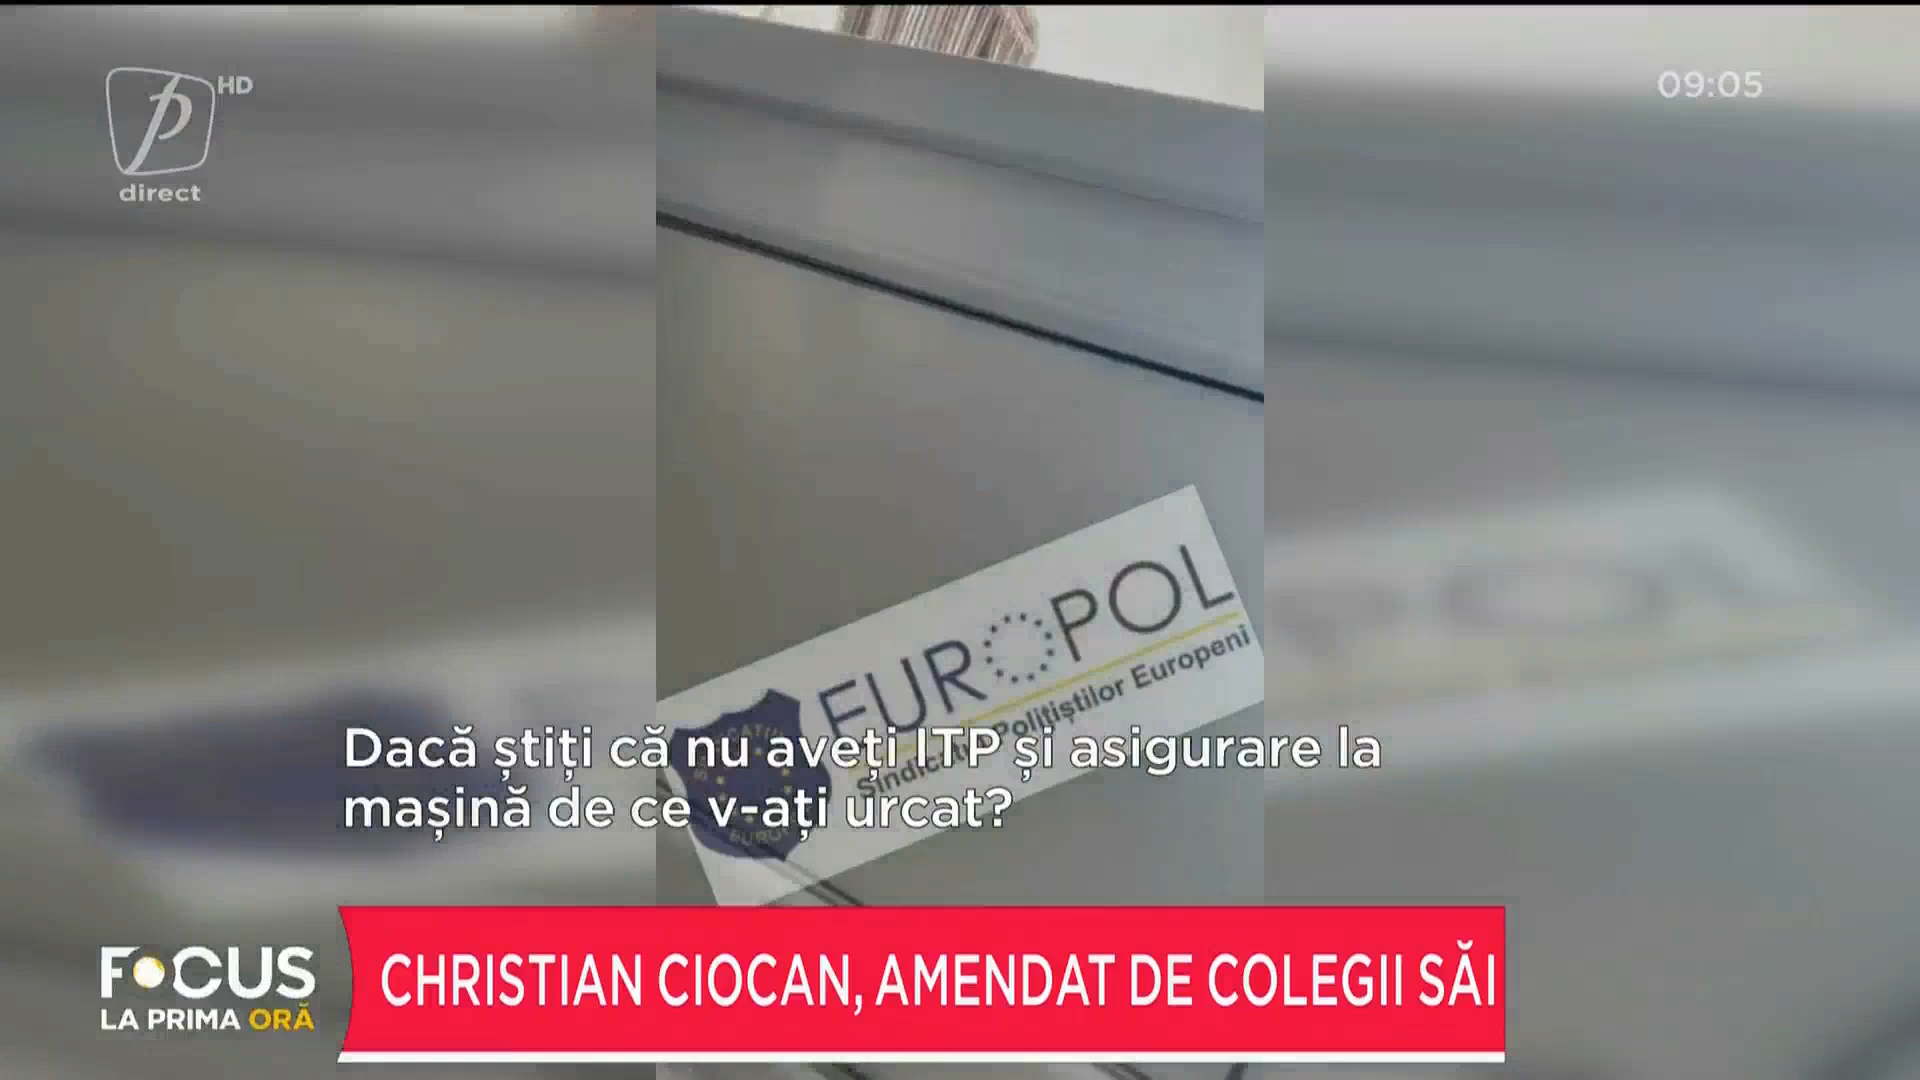 HD
09:05
direct
EUROPOL
Sindicatul Polițiștilor Europeni
Dacă știți că nu aveți ITP și asigurare la
mașină de ce v-ați urcat?
FOCUS
LA PRIMA ORĂ
CHRISTIAN CIOCAN, AMENDAT DE COLEGII SĂI